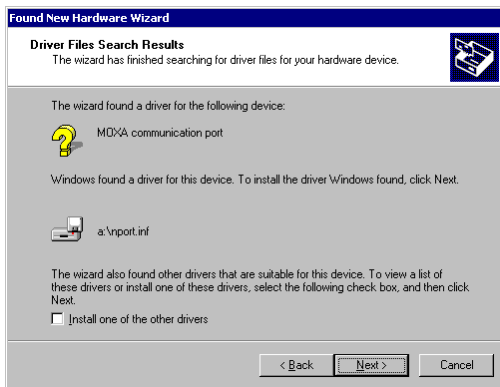 Found New Hardware Wizard
Driver Files Search Results
The wizard has finished searching for driver files for your hardware device.
The wizard found a driver for the following device:
MOXA communication port
Windows found a driver for this device. To install the driver Windows found, click Next.
a:\nport.inf
The wizard also found other drivers that are suitable for this device. To view a list of
these drivers or install one of these drivers, select the following check box, and then click
Next.
Install one of the other drivers
< Back Next > Cancel